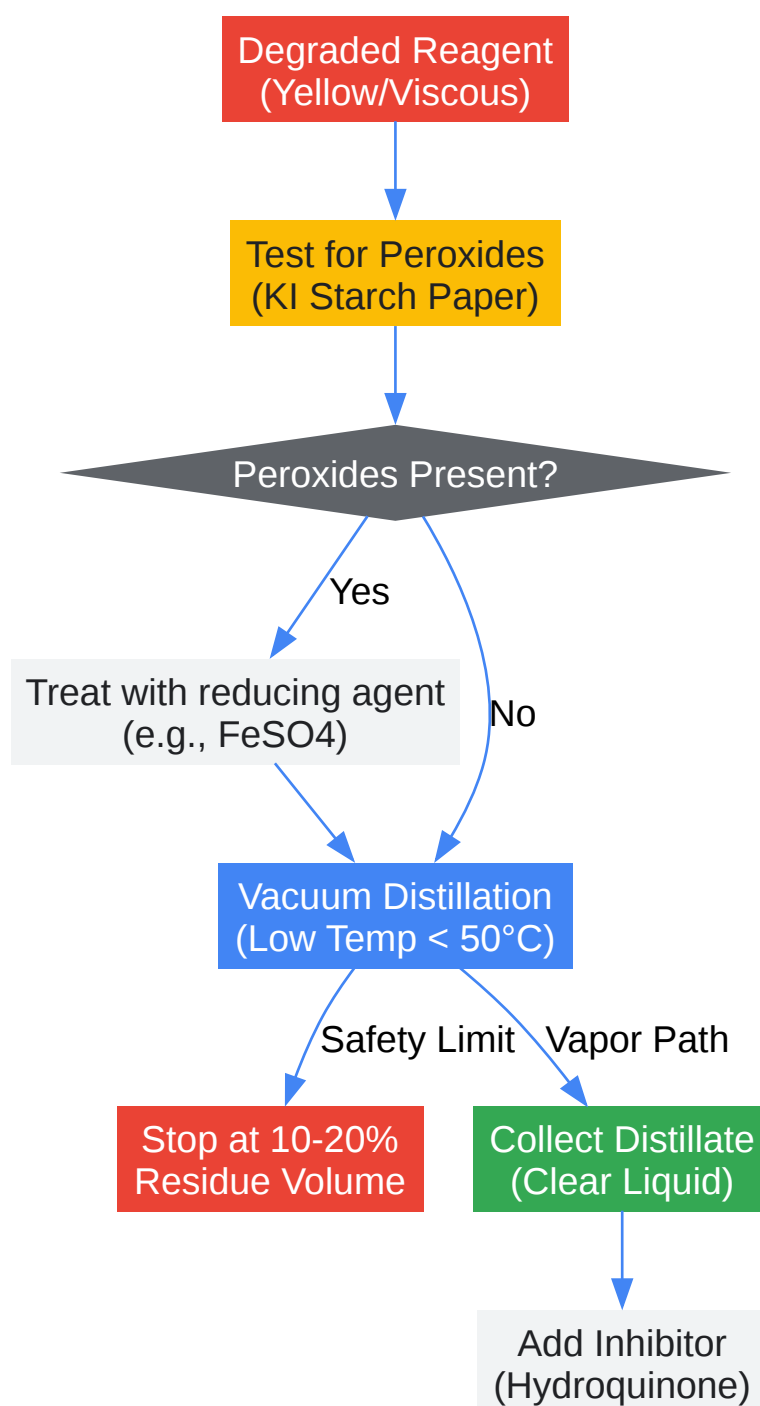 Degraded Reagent
(Yellow/Viscous)
Test for Peroxides
(KI Starch Paper)
Peroxides Present?
Yes
Treat with reducing agent
(e.g., FeSO4)
No
Vacuum Distillation
(Low Temp < 50°C)
Safety Limit
Vapor Path
Stop at 10-20%
Residue Volume
Collect Distillate
(Clear Liquid)
Add Inhibitor
(Hydroquinone)